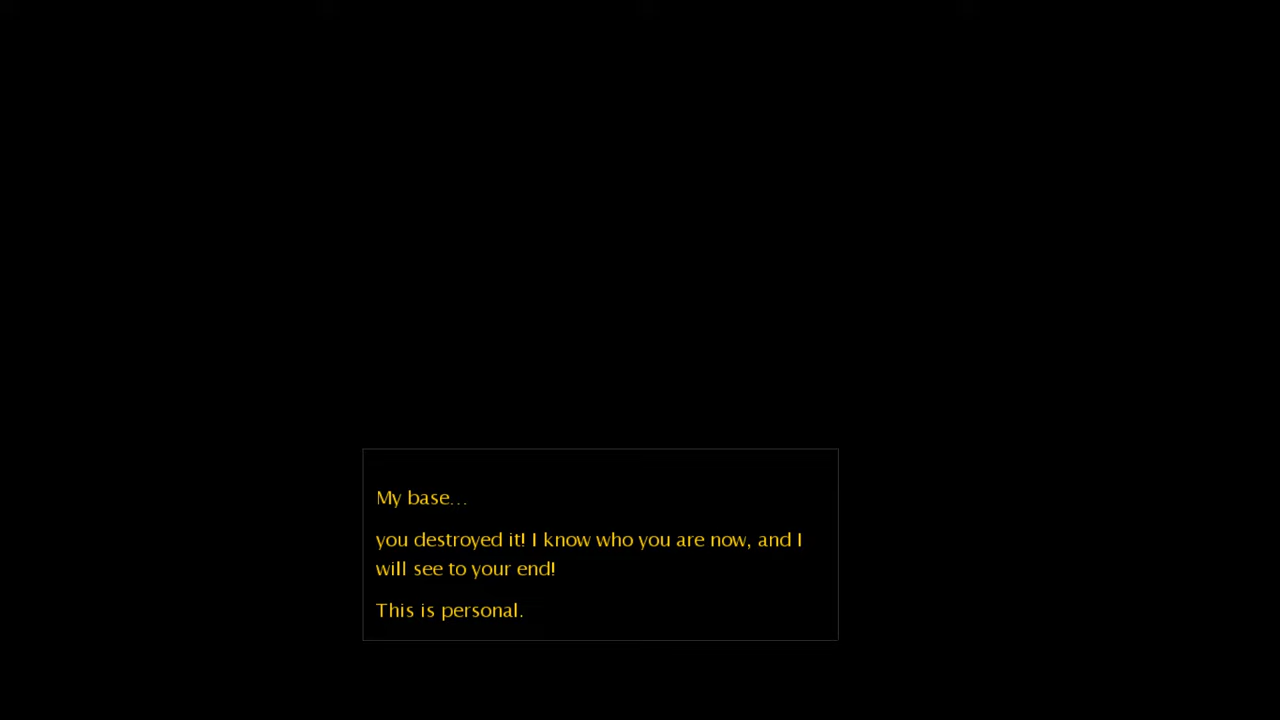 My base...
you destroyed it! I know who you are now, and I
will see to your end!
This is personal.